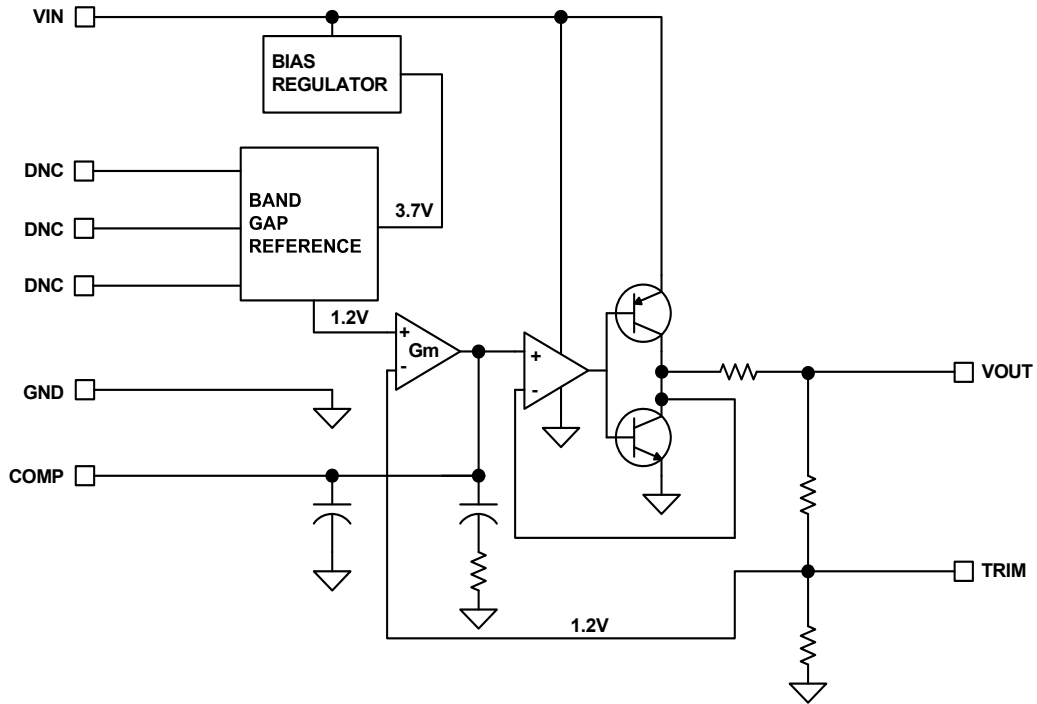 VIN
BIAS
REGULATOR
DNC
BAND
GAP
REFERENCE
3.7V
DNC
DNC
1.2V
+
Gm
-
+
-
GND
VOUT
COMP
TRIM
1.2V